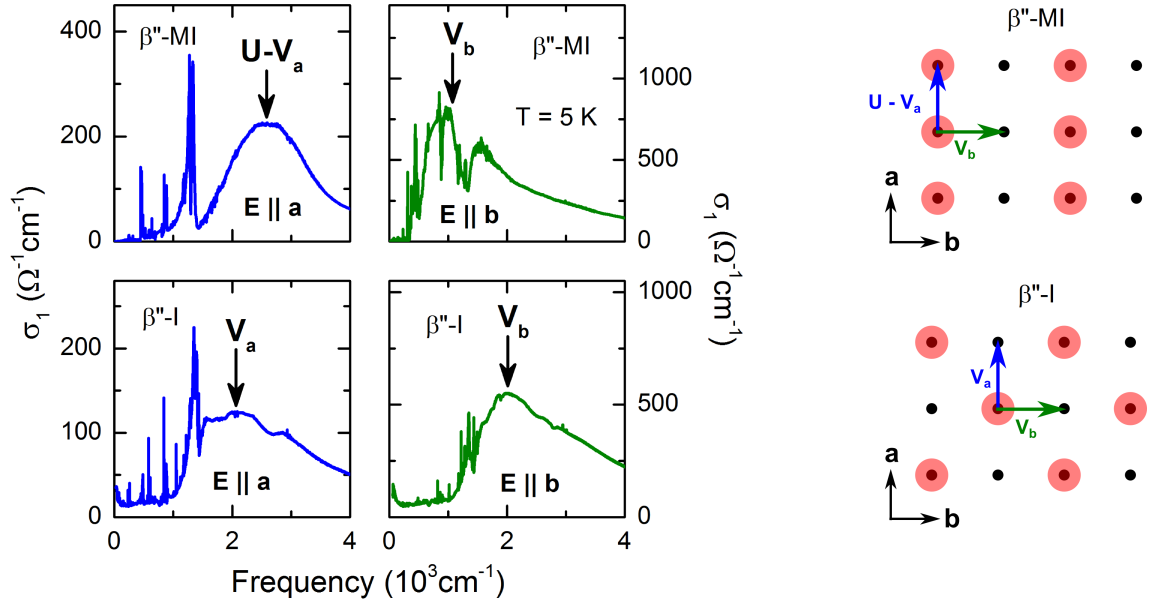 β"-MI
U-Va
E || a
400
200
0
Vb
β"-MI
T = 5 K
E || b
1000
500
0
β"-MI
U - Va
Vb
a
b
σ1 (Ω-1cm-1)
σ1 (Ω-1cm-1)
β"-I
Va
E || a
200
100
0
0
2
4
β"-I
Vb
E || b
1000
500
0
0
2
4
β"-I
Va
Vb
a
b
Frequency (10³cm-1)